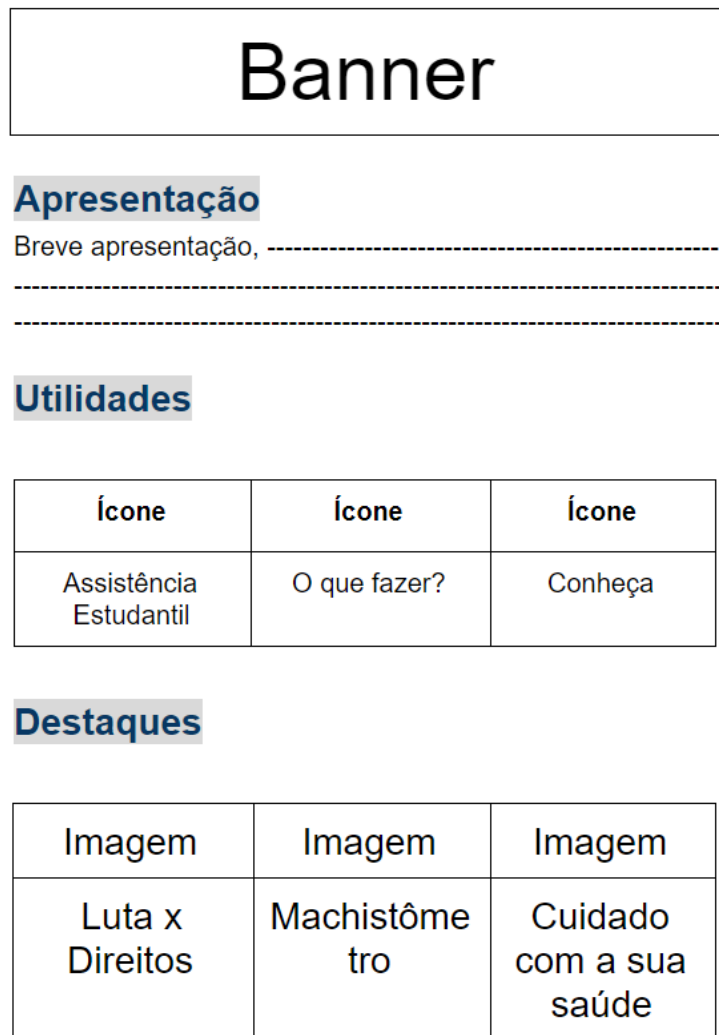 Banner
Apresentação
Breve apresentação, ----------------------------------------------------
--------------------------------------------------------------------------------
--------------------------------------------------------------------------------
Utilidades
Ícone Ícone Ícone
Assistência O que fazer? Conheça
Estudantil
Destaques
Imagem Imagem Imagem
Luta x Machistôme Cuidado
Direitos tro com a sua
saúde